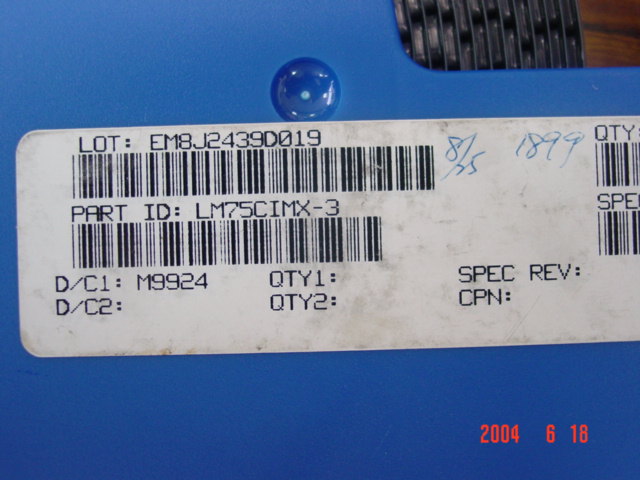 LOT: EM8J2439D019
8/25 1899 QTY:
PART ID: LM75CIMX-3
SPEC
D/C1: M9924 QTY1: SPEC REV:
D/C2: QTY2: CPN:
2004 6 18